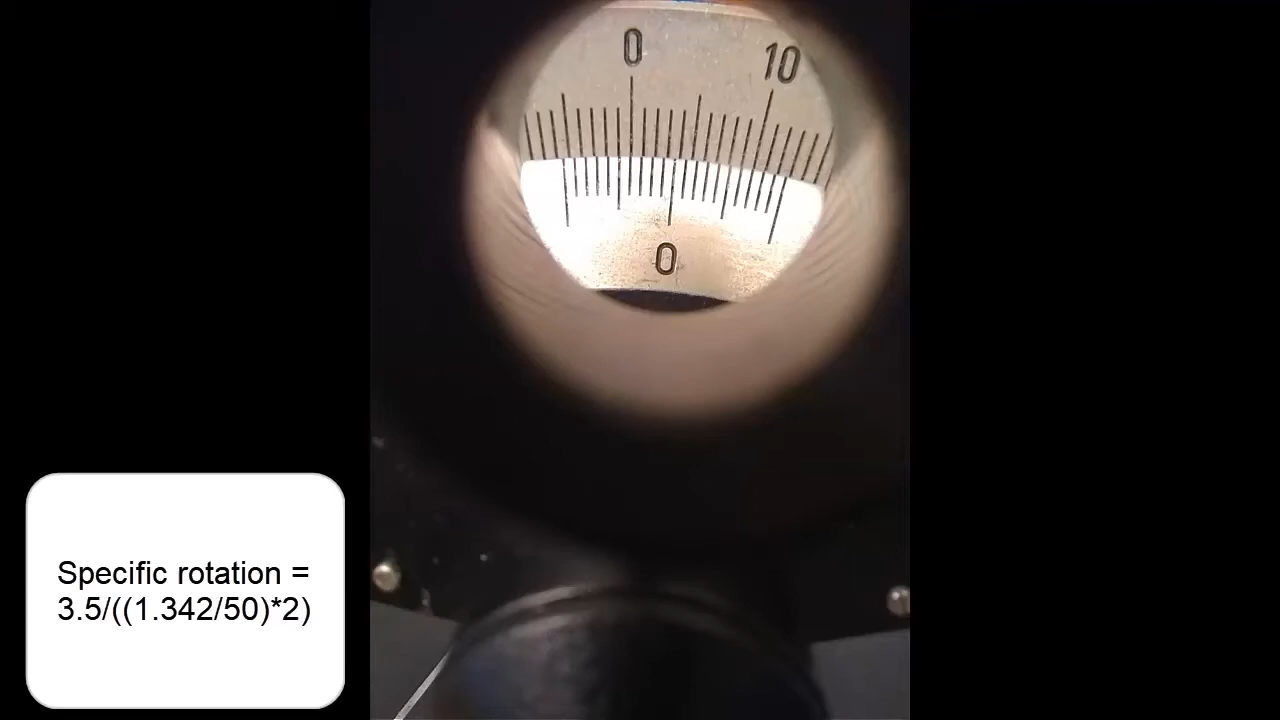 0 10
0
Specific rotation =
3.5/((1.342/50)*2)